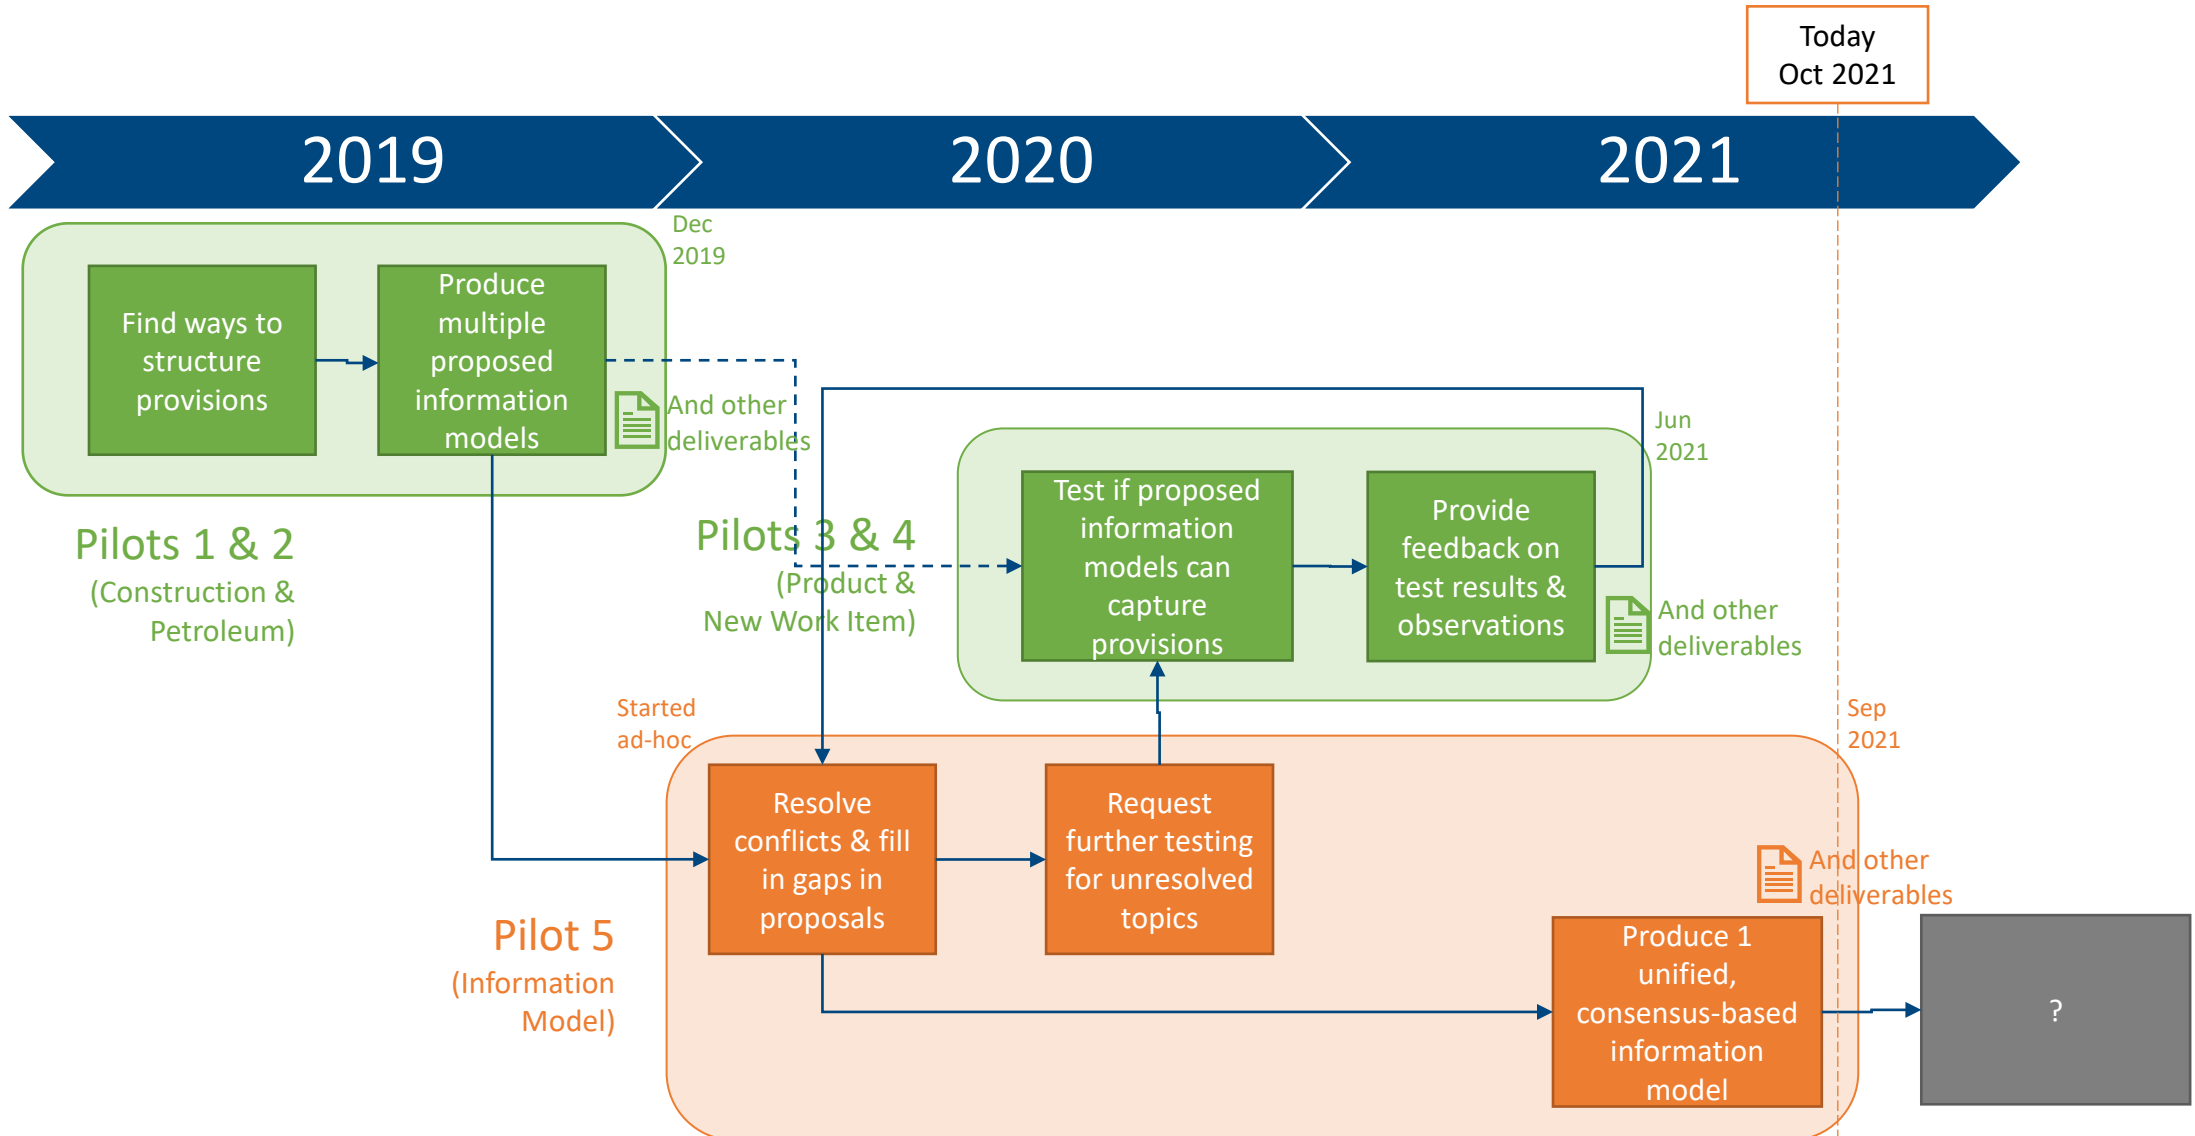 Today
Oct 2021
2019
2020
2021
Dec
2019
Find ways to
structure
provisions
Produce
multiple
proposed
information
models
And other
deliverables
Pilots 1 & 2
(Construction &
Petroleum)
Jun
2021
Pilots 3 & 4
(Product &
New Work Item)
Test if proposed
information
models can
capture
provisions
Provide
feedback on
test results &
observations
And other
deliverables
Started
ad-hoc
Sep
2021
Resolve
conflicts & fill
in gaps in
proposals
Request
further testing
for unresolved
topics
And other
deliverables
Pilot 5
(Information
Model)
Produce 1
unified,
consensus-based
information
model
?